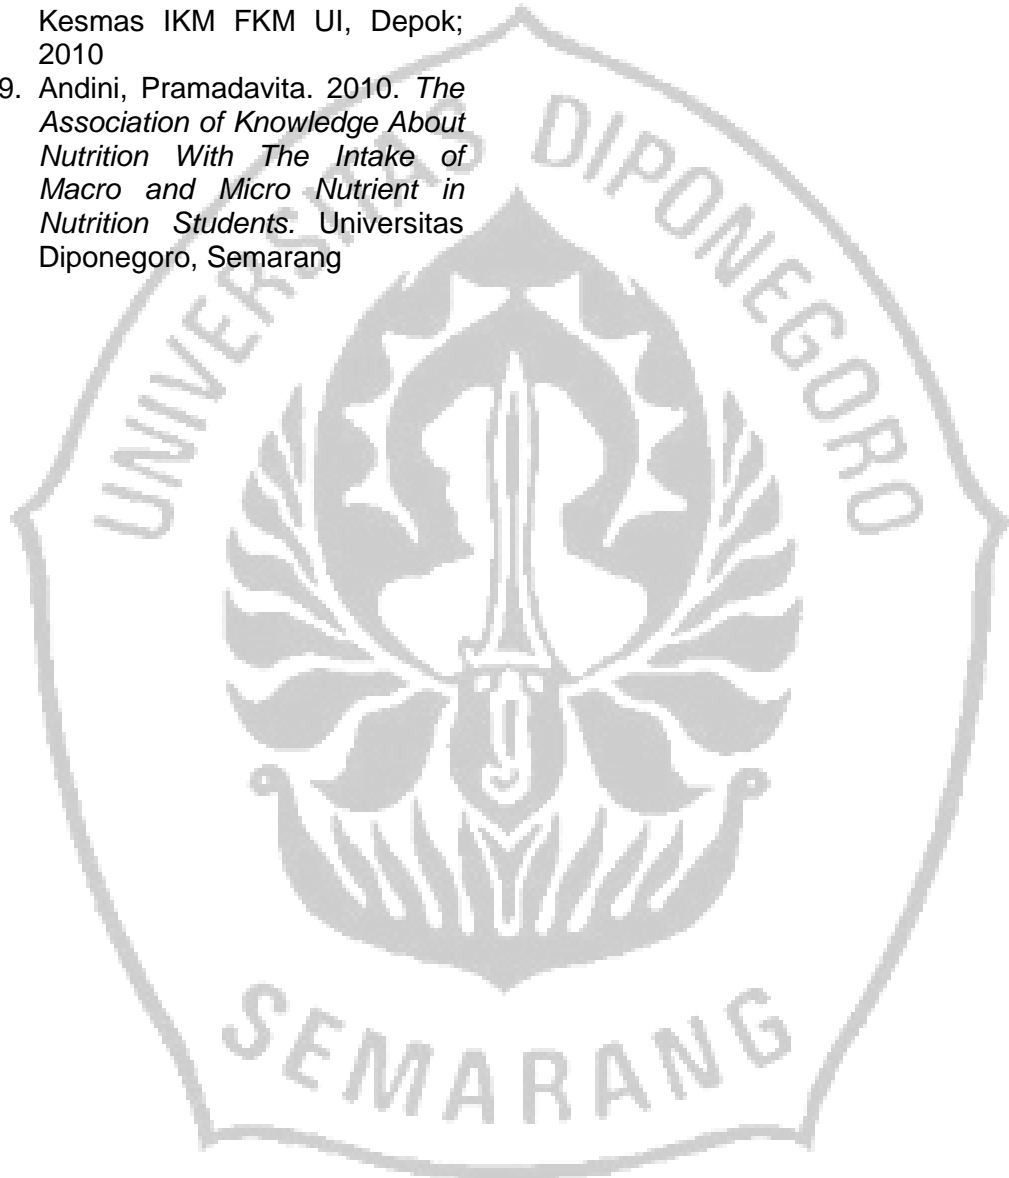 Kesmas IKM FKM UI, Depok;
2010
9. Andini, Pramadavita. 2010. The
Association of Knowledge About
Nutrition With The Intake of
Macro and Micro Nutrient in
Nutrition Students. Universitas
Diponegoro, Semarang
UNIVERSITAS DIPONEGORO
SEMARANG